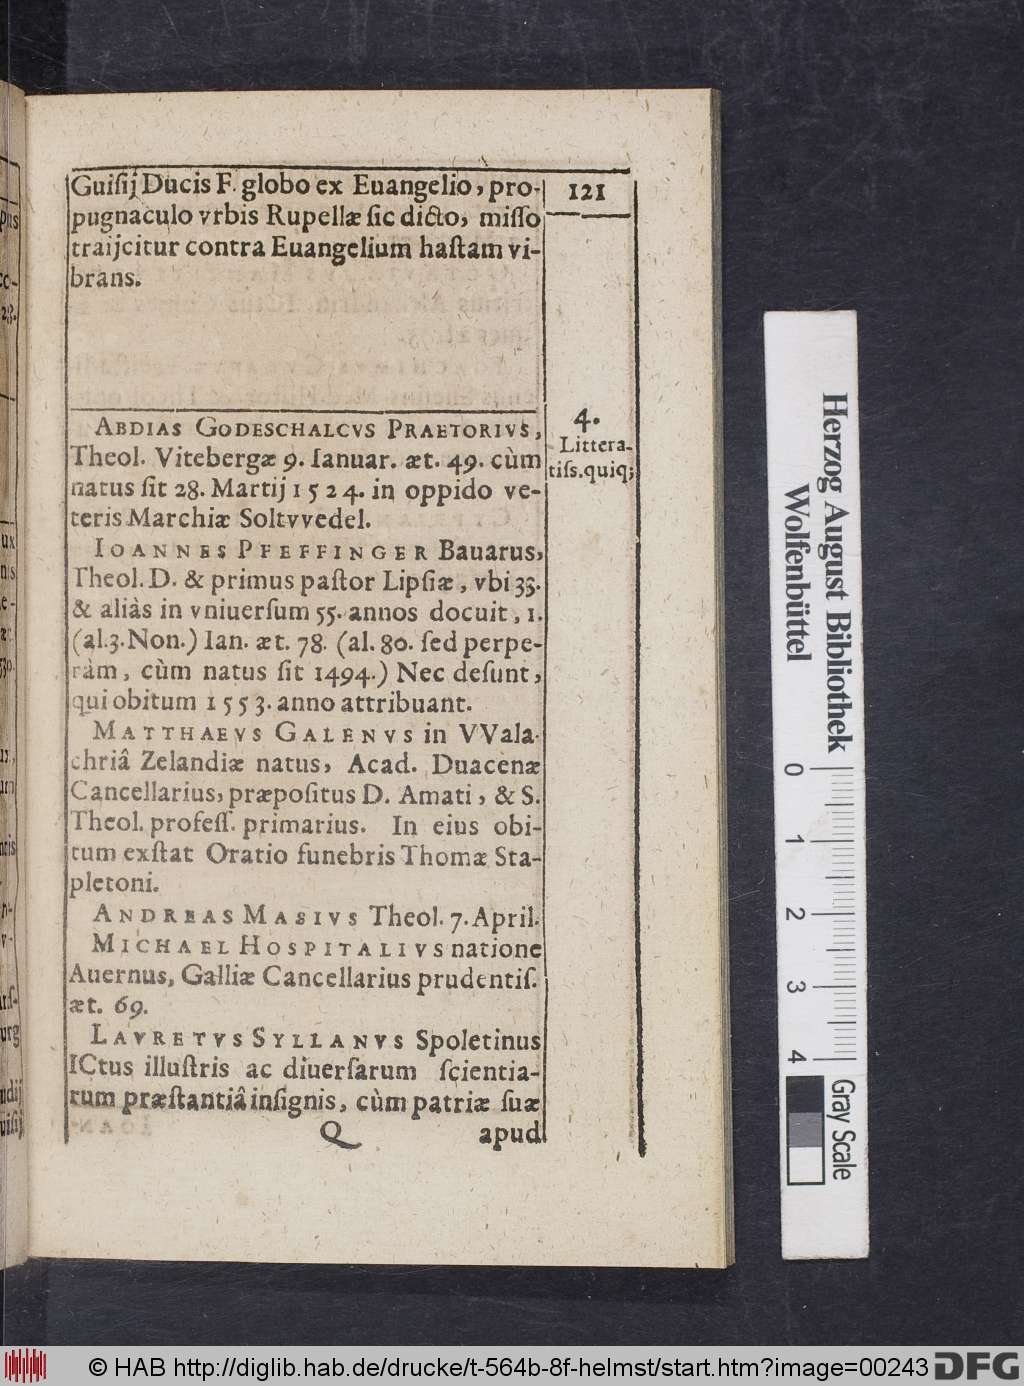 Guiſij Ducis F. globo ex Euangelio, pro-
pugnaculo vrbis Rupellæ ſic dicto, miſſo
traijcitur contra Euangelium haſtam vi-
brans.
121
4.
Littera-
tiſſ. quiq;
ABDIAS GODESCHALCVS PRAETORIVS,
Theol. Vitebergæ 9. Ianuar. æt. 49. cùm
natus ſit 28. Martij 1524. in oppido ve-
teris Marchiæ Soltvvedel.
IOANNES PFEFFINGER Bauarus,
Theol. D. & primus paſtor Lipſiæ, vbi 33.
& aliàs in vniuerſum 55. annos docuit, 1.
(al. 3. Non.) Ian. æt. 78. (al. 80. ſed perpe-
ràm, cùm natus ſit 1494.) Nec deſunt,
qui obitum 1553. anno attribuant.
MATTHAEVS GALENVS in VVala-
chriâ Zelandiæ natus, Acad. Duacenæ
Cancellarius, præpoſitus D. Amati, & S.
Theol. profeſſ. primarius. In eius obi-
tum exſtat Oratio funebris Thomæ Sta-
pletoni.
ANDREAS MASIVS Theol. 7. April.
MICHAEL HOSPITALIVS natione
Auernus, Galliæ Cancellarius prudentiſ.
æt. 69.
LAVRETVS SYLLANVS Spoletinus
ICtus illuſtris ac diuerſarum ſcientia-
rum præſtantiâ inſignis, cùm patriæ ſuæ
Q apud
Herzog August Bibliothek
Wolfenbüttel
0 1 2 3 4
Gray Scale
© HAB http://diglib.hab.de/drucke/t-564b-8f-helmst/start.htm?image=00243
DFG